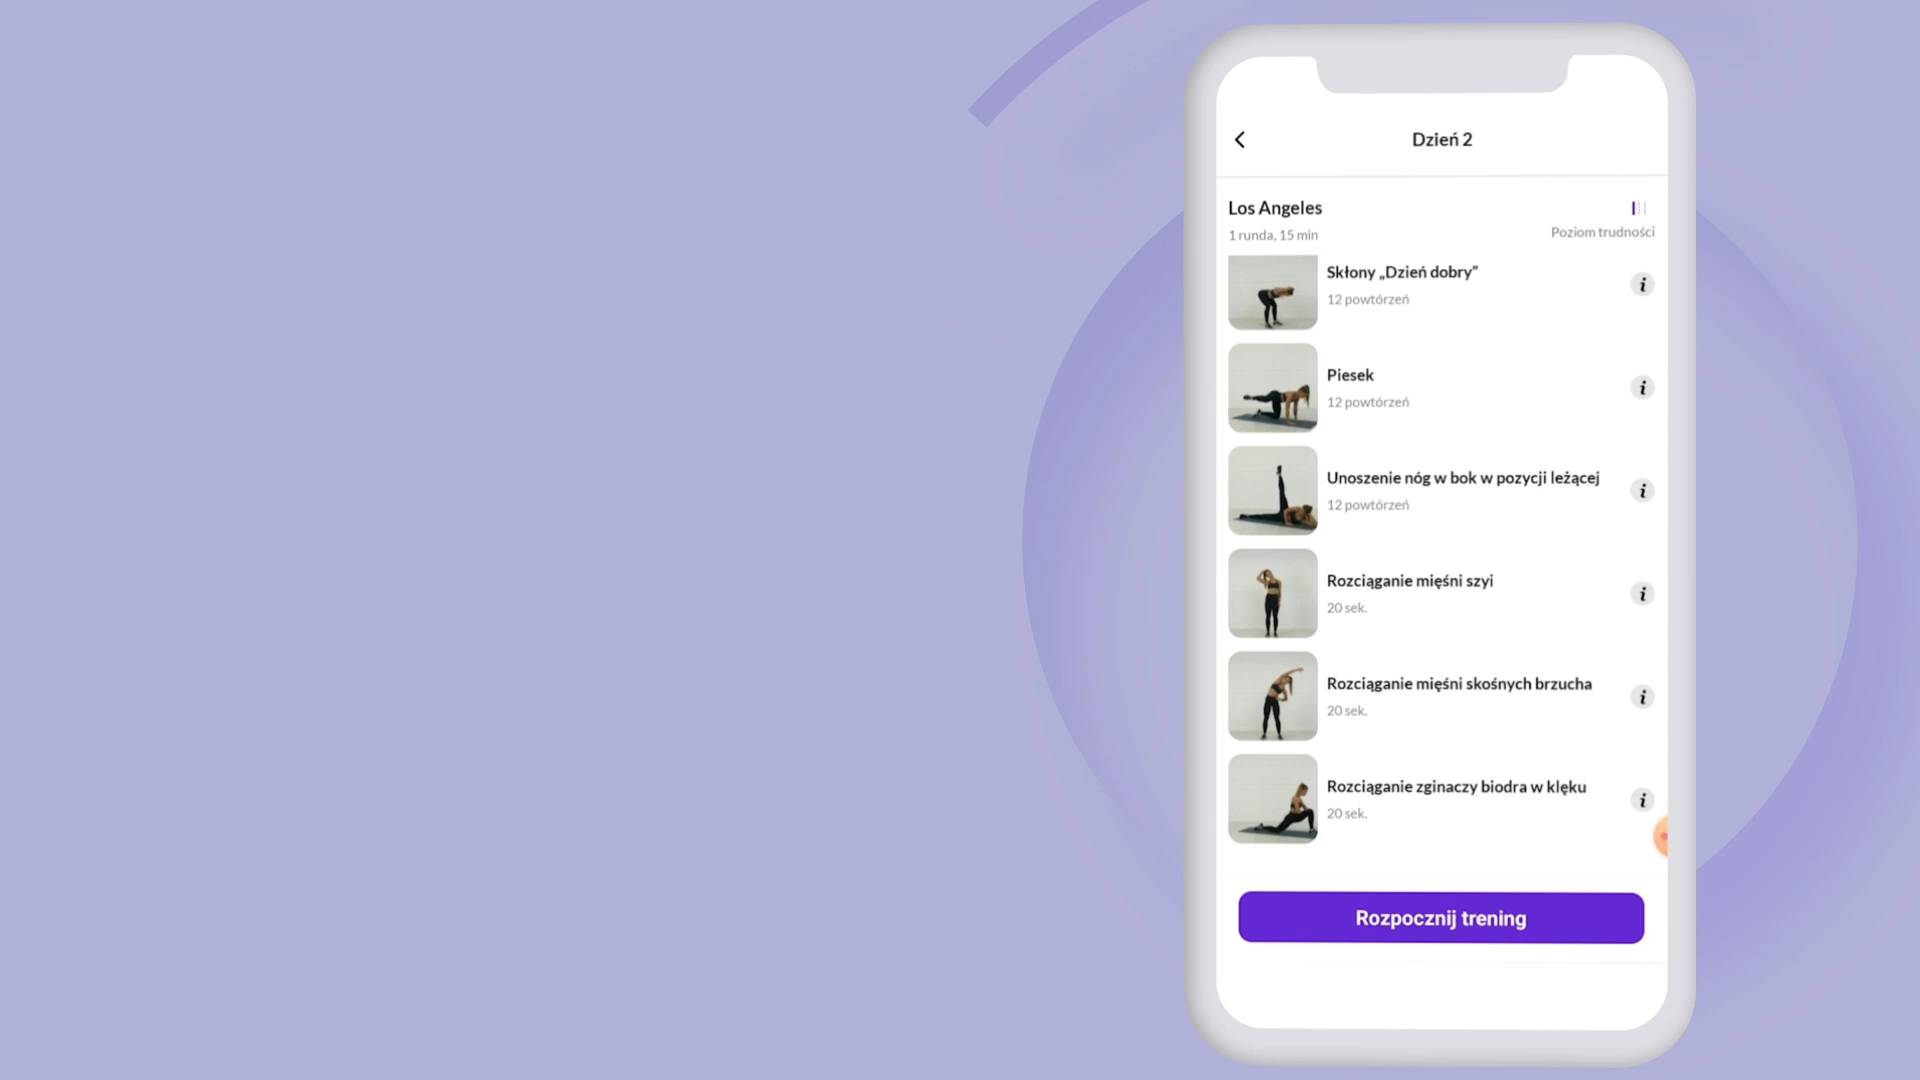 Dzień 2
Los Angeles
1 runda, 15 min
Poziom trudności
Skłony „Dzień dobry”
12 powtórzeń
Piesek
12 powtórzeń
Unoszenie nóg w bok w pozycji leżącej
12 powtórzeń
Rozciąganie mięśni szyi
20 sek.
Rozciąganie mięśni skośnych brzucha
20 sek.
Rozciąganie zginaczy biodra w klęku
20 sek.
Rozpocznij trening